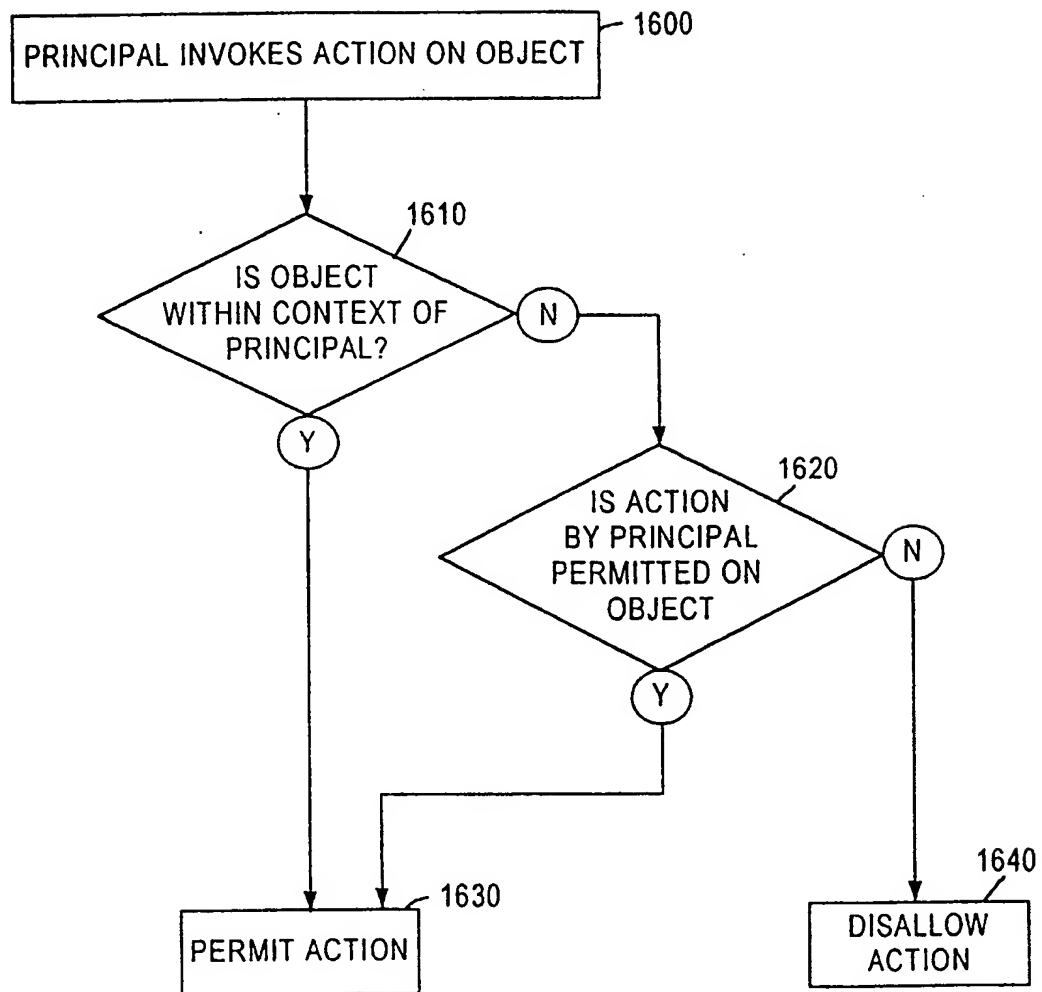 1600
PRINCIPAL INVOKES ACTION ON OBJECT
1610
IS OBJECT
WITHIN CONTEXT OF
PRINCIPAL?
N
Y
1620
IS ACTION
BY PRINCIPAL
PERMITTED ON
OBJECT
N
Y
1630
PERMIT ACTION
1640
DISALLOW
ACTION